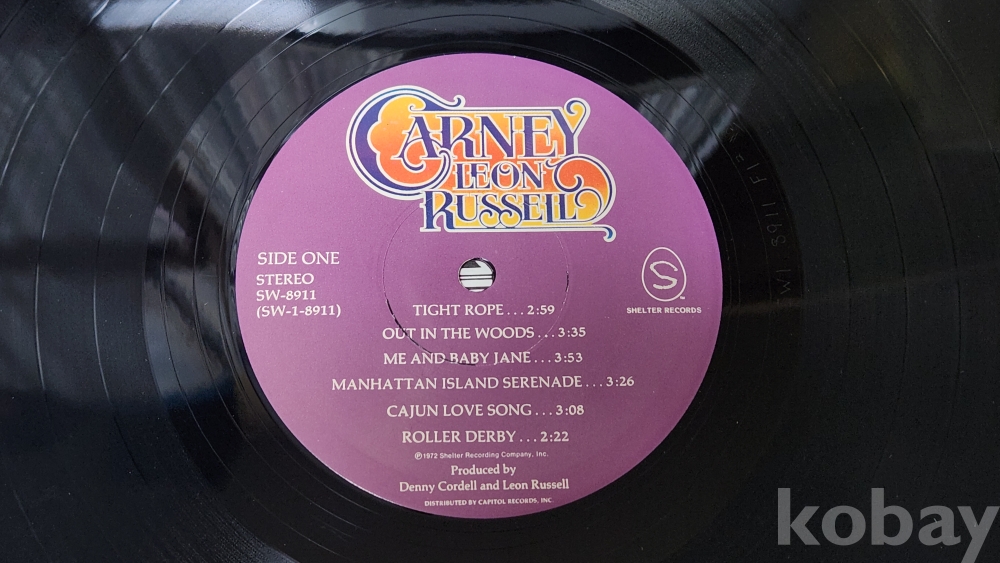 CARNEY
LEON
RUSSELL
SIDE ONE
STEREO
SW-8911
(SW-1-8911)
S
TM
SHELTER RECORDS
TIGHT ROPE...2:59
OUT IN THE WOODS...3:35
ME AND BABY JANE...3:53
MANHATTAN ISLAND SERENADE...3:26
CAJUN LOVE SONG...3:08
ROLLER DERBY...2:22
℗1972 Shelter Recording Company, Inc.
Produced by
Denny Cordell and Leon Russell
DISTRIBUTED BY CAPITOL RECORDS, INC.
kobay